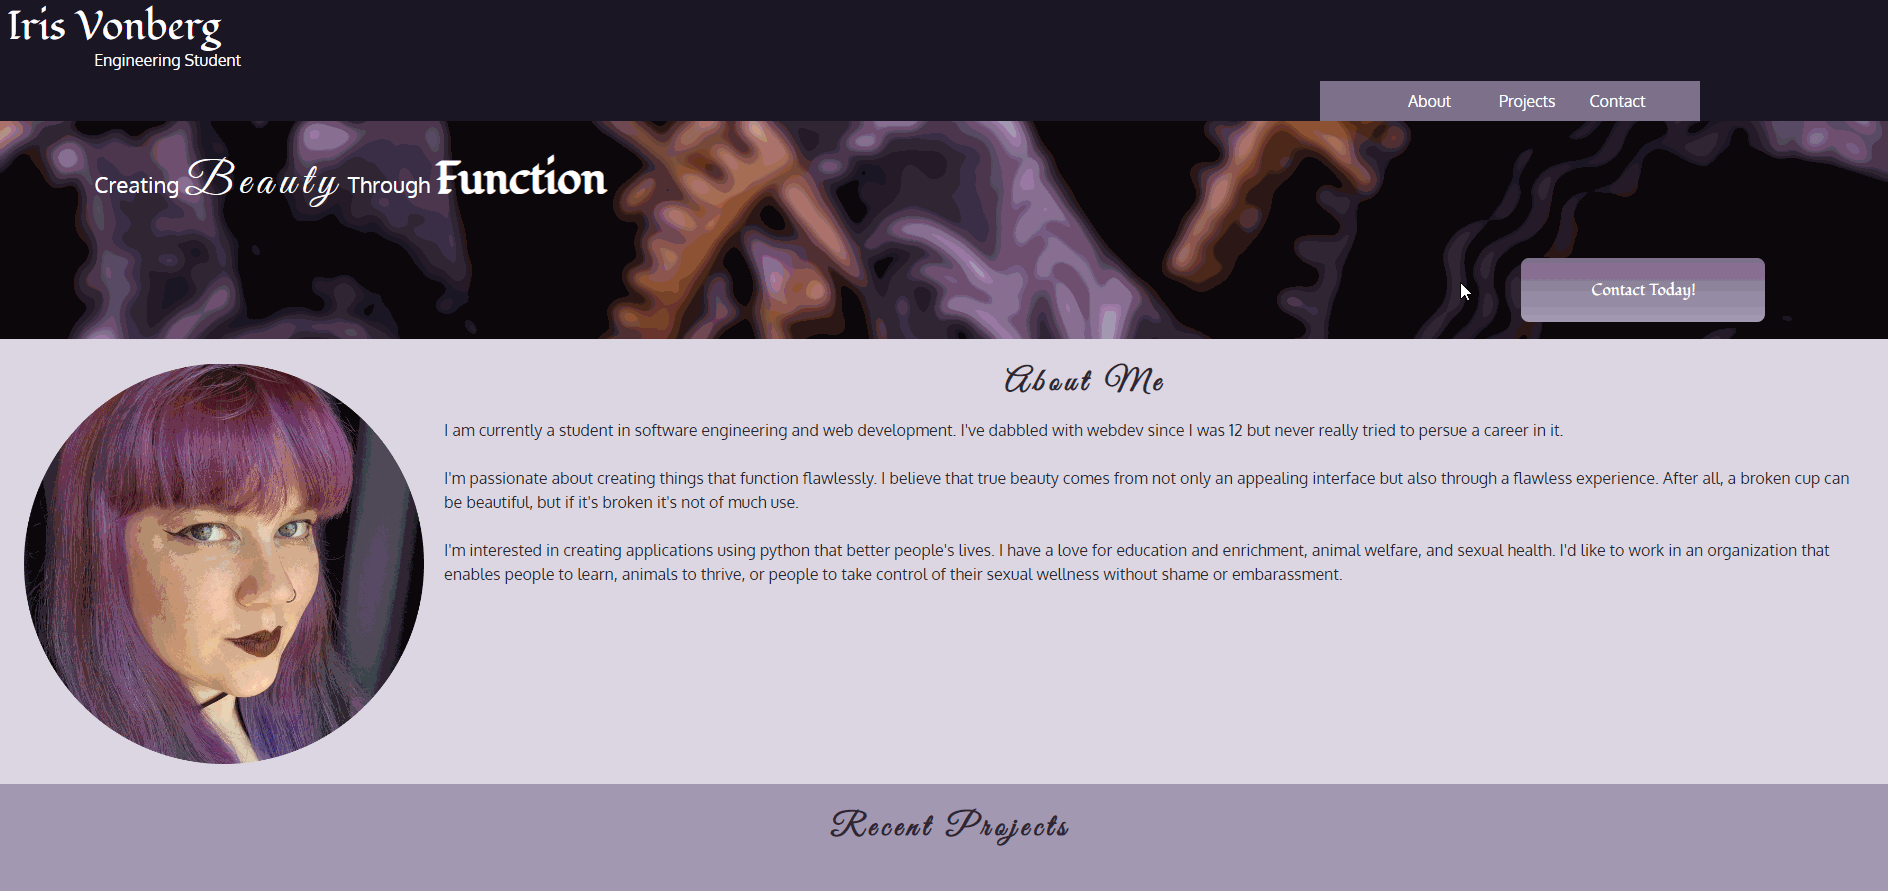 Iris Vonberg
Engineering Student
About Projects Contact
Creating Beauty Through Function
Contact Today!
About Me
I am currently a student in software engineering and web development. I've dabbled with webdev since I was 12 but never really tried to persue a career in it.
I'm passionate about creating things that function flawlessly. I believe that true beauty comes from not only an appealing interface but also through a flawless experience. After all, a broken cup can
be beautiful, but if it's broken it's not of much use.
I'm interested in creating applications using python that better people's lives. I have a love for education and enrichment, animal welfare, and sexual health. I'd like to work in an organization that
enables people to learn, animals to thrive, or people to take control of their sexual wellness without shame or embarassment.
Recent Projects